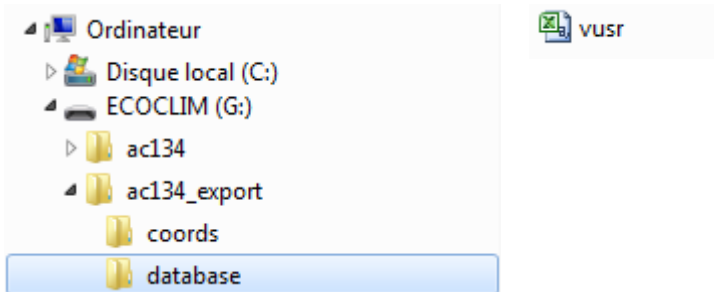 Ordinateur
Disque local (C:)
ECOCLIM (G:)
ac134
ac134_export
coords
database
vusr